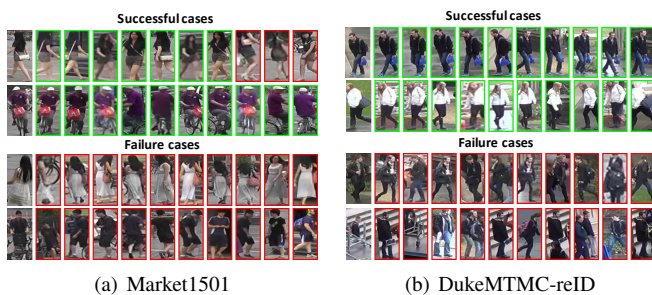 Successful cases
Failure cases
(a) Market1501
Successful cases
Failure cases
(b) DukeMTMC-reID